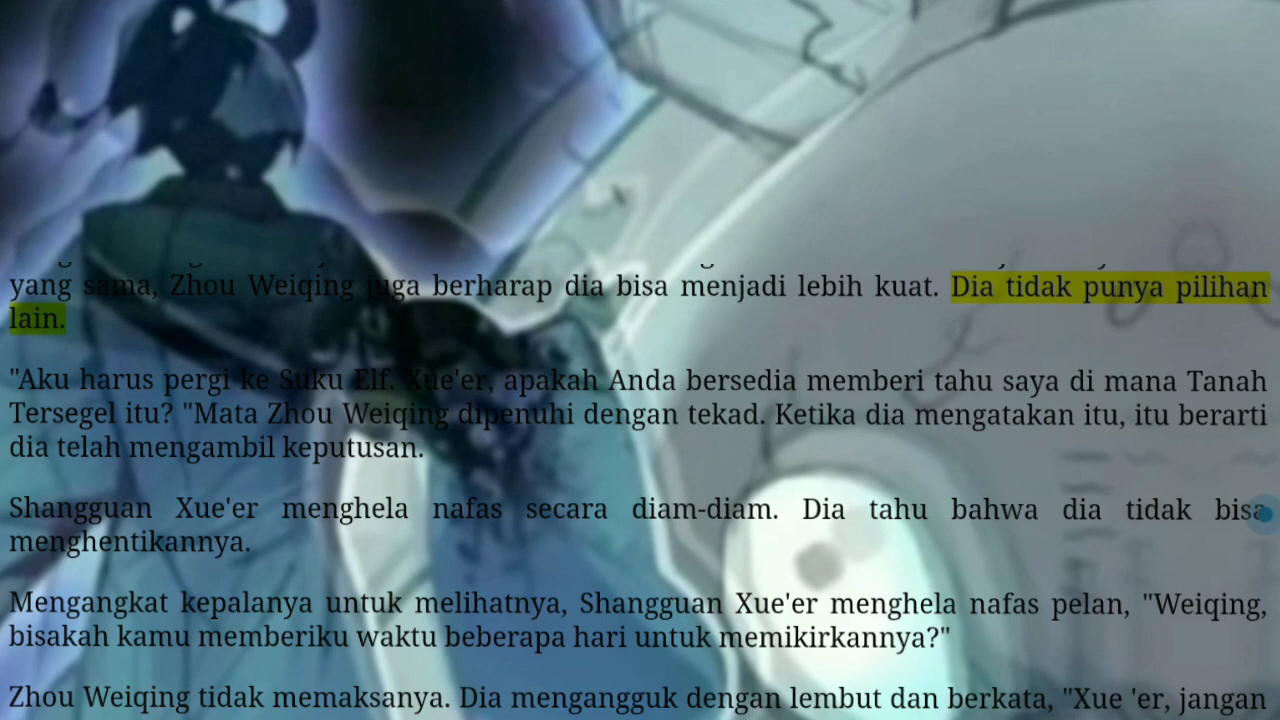 yang sama, Zhou Weiqing juga berharap dia bisa menjadi lebih kuat. Dia tidak punya pilihan
lain.
"Aku harus pergi ke Suku Elf. Xue'er, apakah Anda bersedia memberi tahu saya di mana Tanah
Tersegel itu? "Mata Zhou Weiqing dipenuhi dengan tekad. Ketika dia mengatakan itu, itu berarti
dia telah mengambil keputusan.
Shangguan Xue'er menghela nafas secara diam-diam. Dia tahu bahwa dia tidak bisa
menghentikannya.
Mengangkat kepalanya untuk melihatnya, Shangguan Xue'er menghela nafas pelan, "Weiqing,
bisakah kamu memberiku waktu beberapa hari untuk memikirkannya?"
Zhou Weiqing tidak memaksanya. Dia mengangguk dengan lembut dan berkata, "Xue 'er, jangan